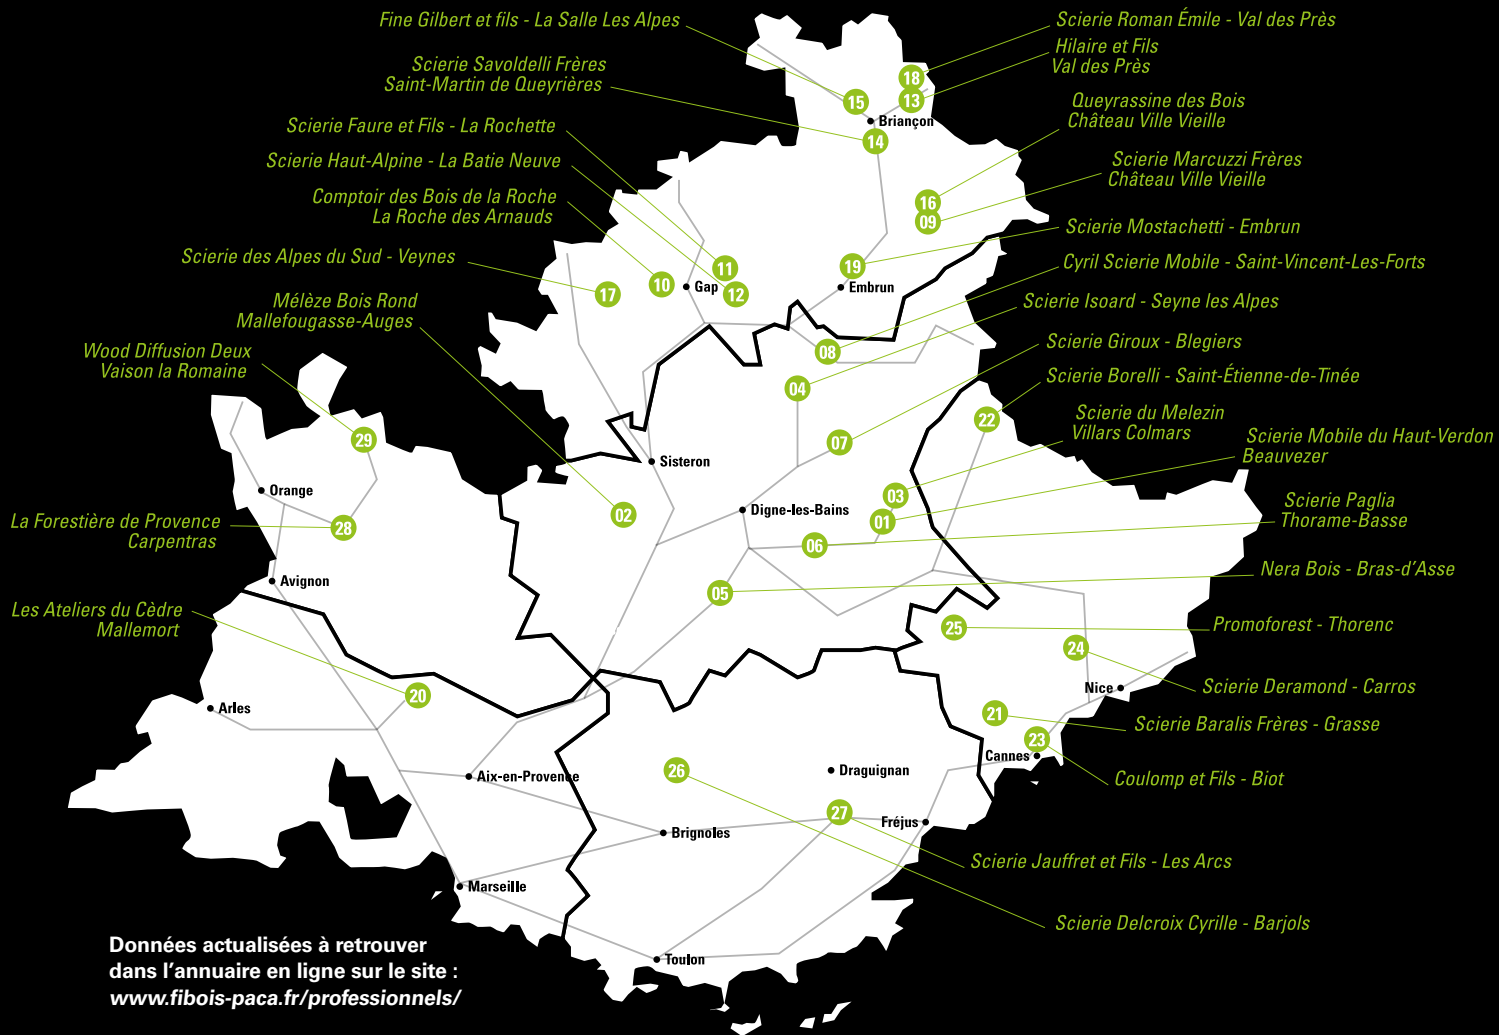 Fine Gilbert et fils - La Salle Les Alpes
Scierie Savoldelli Frères
Saint-Martin de Queyrières
Scierie Faure et Fils - La Rochette
Scierie Haut-Alpine - La Batie Neuve
Comptoir des Bois de la Roche
La Roche des Arnauds
Scierie des Alpes du Sud - Veynes
Mélèze Bois Rond
Mallefougasse-Auges
Wood Diffusion Deux
Vaison la Romaine
La Forestière de Provence
Carpentras
Les Ateliers du Cèdre
Mallemort
Scierie Roman Émile - Val des Près
Hilaire et Fils
Val des Près
Queyrassine des Bois
Château Ville Vieille
Scierie Marcuzzi Frères
Château Ville Vieille
Scierie Mostachetti - Embrun
Cyril Scierie Mobile - Saint-Vincent-Les-Forts
Scierie Isoard - Seyne les Alpes
Scierie Giroux - Blegiers
Scierie Borelli - Saint-Étienne-de-Tinée
Scierie du Melezin
Villars Colmars
Scierie Mobile du Haut-Verdon
Beauvezer
Scierie Paglia
Thorame-Basse
Nera Bois - Bras-d'Asse
Promoforest - Thorenc
Scierie Deramond - Carros
Scierie Baralis Frères - Grasse
Coulomp et Fils - Biot
Scierie Jauffret et Fils - Les Arcs
Scierie Delcroix Cyrille - Barjols
18
15
13
Briançon
14
16
09
11
19
17
10
Gap
12
Embrun
08
04
22
29
07
Sisteron
Orange
03
02
Digne-les-Bains
01
28
06
Avignon
05
25
24
20
Nice
Arles
21
23
Cannes
26
Draguignan
Aix-en-Provence
27
Fréjus
Brignoles
Marseille
Toulon
Données actualisées à retrouver
dans l'annuaire en ligne sur le site :
www.fibois-paca.fr/professionnels/